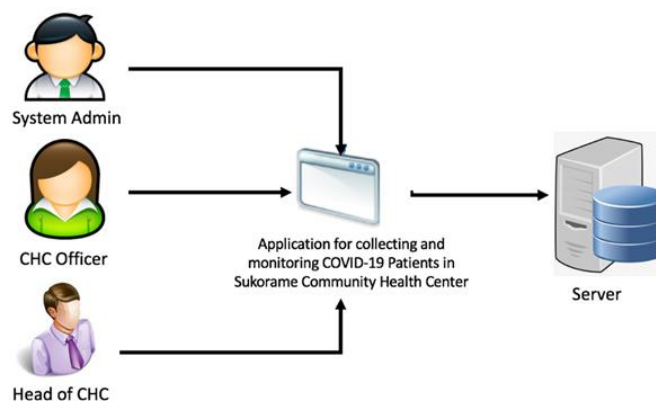 System Admin
CHC Officer
Application for collecting and
monitoring COVID-19 Patients in
Sukorame Community Health Center
Server
Head of CHC